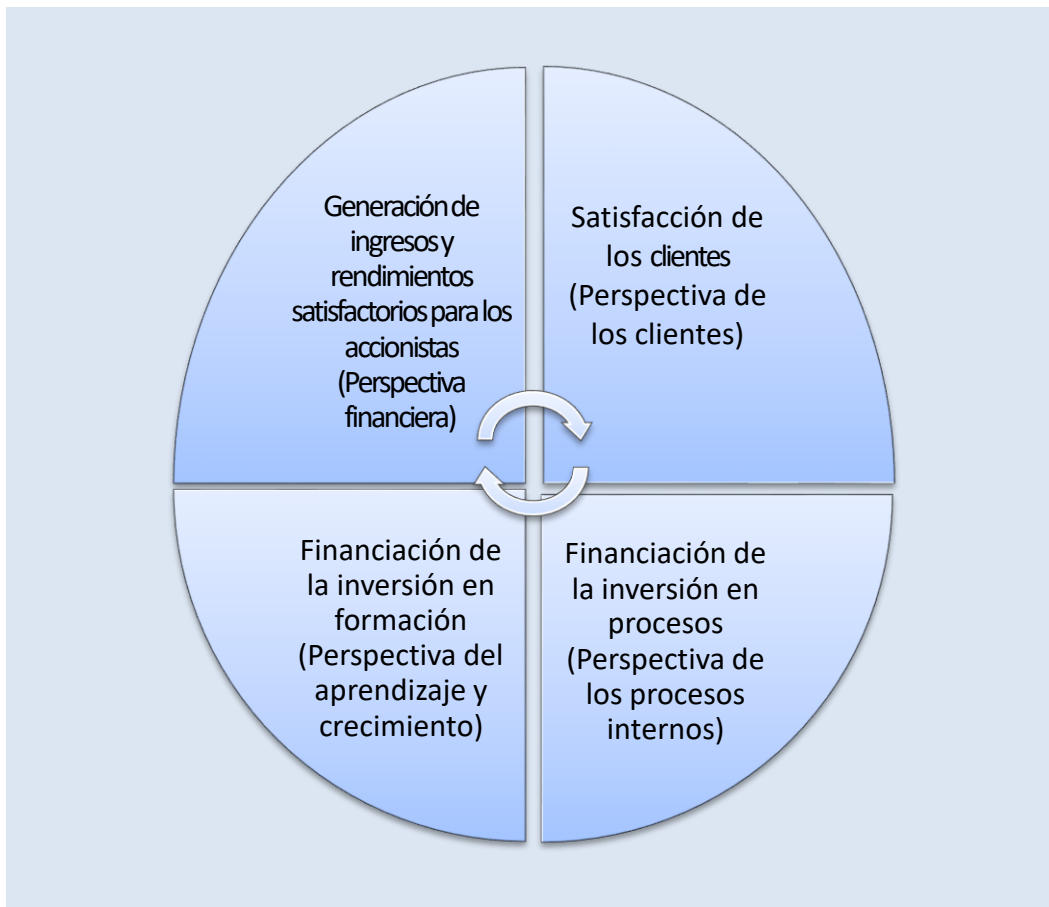 Generación de
ingresos y
rendimientos
satisfactorios para los
accionistas
(Perspectiva
financiera)
Satisfacción de
los clientes
(Perspectiva de
los clientes)
Financiación de
la inversión en
formación
(Perspectiva del
aprendizaje y
crecimiento)
Financiación de
la inversión en
procesos
(Perspectiva de
los procesos
internos)